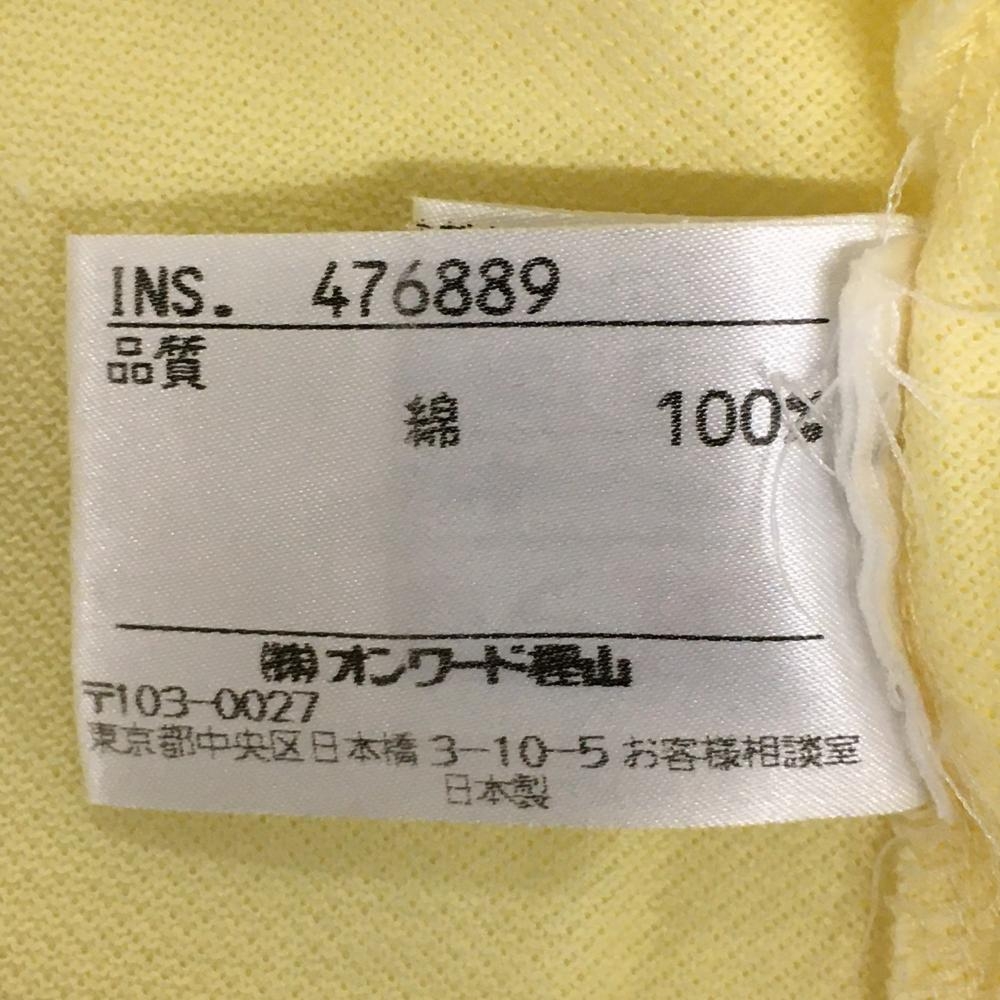 INS. 476889
品質
綿 100%
㈱オンワード樫山
〒103-0027
東京都中央区日本橋3-10-5 お客様相談室
日本製